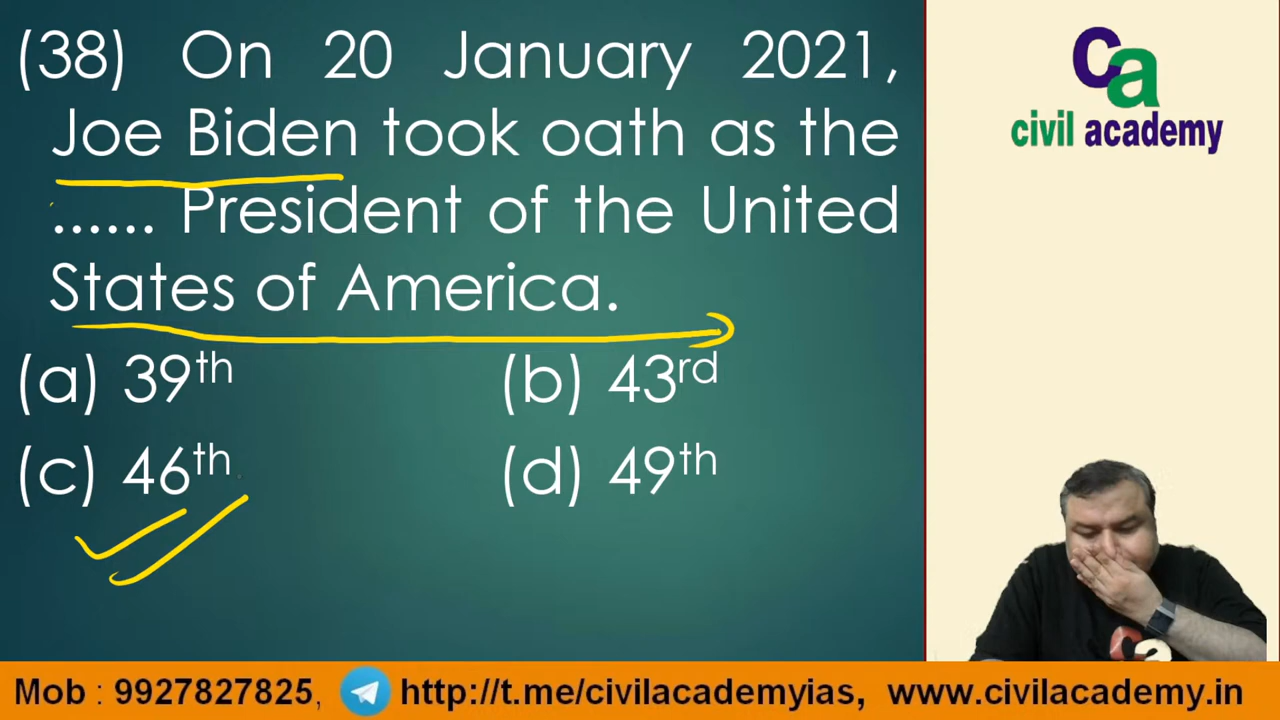 (38) On 20 January 2021,
Joe Biden took oath as the
...... President of the United
States of America.
(a) 39th (b) 43rd
(c) 46th (d) 49th
ca
civil academy
Mob : 9927827825, http://t.me/civilacademyias, www.civilacademy.in